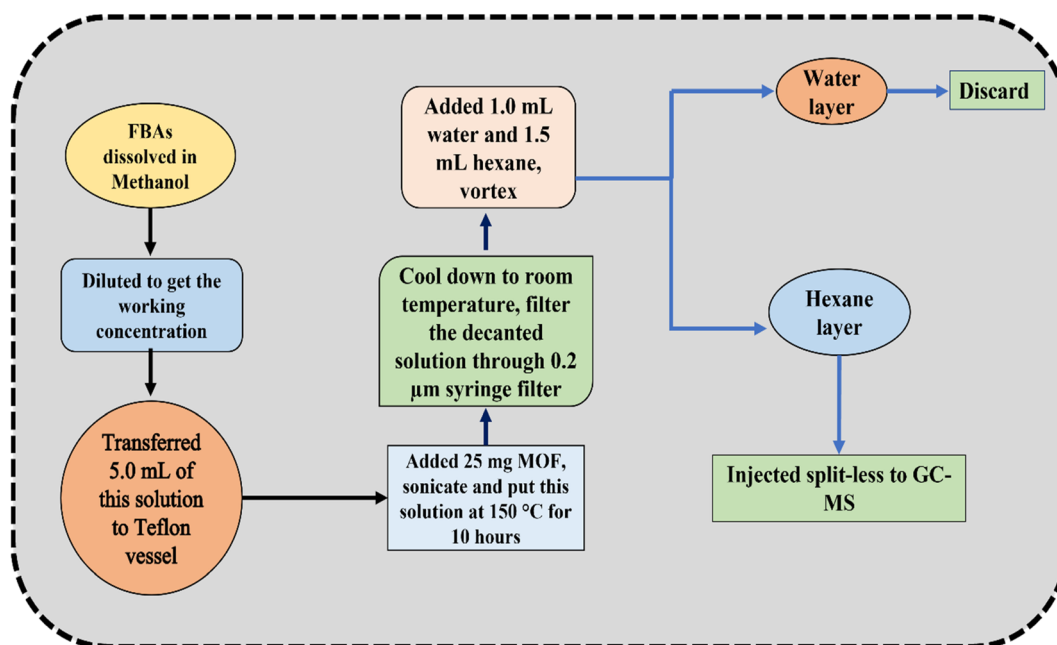 FBAs
dissolved in
Methanol
Diluted to get the
working
concentration
Transferred
5.0 mL of
this solution
to Teflon
vessel
Added 25 mg MOF,
sonicate and put this
solution at 150 °C for
10 hours
Cool down to room
temperature, filter
the decanted
solution through 0.2
µm syringe filter
Added 1.0 mL
water and 1.5
mL hexane,
vortex
Water
layer
Discard
Hexane
layer
Injected split-less to GC-
MS